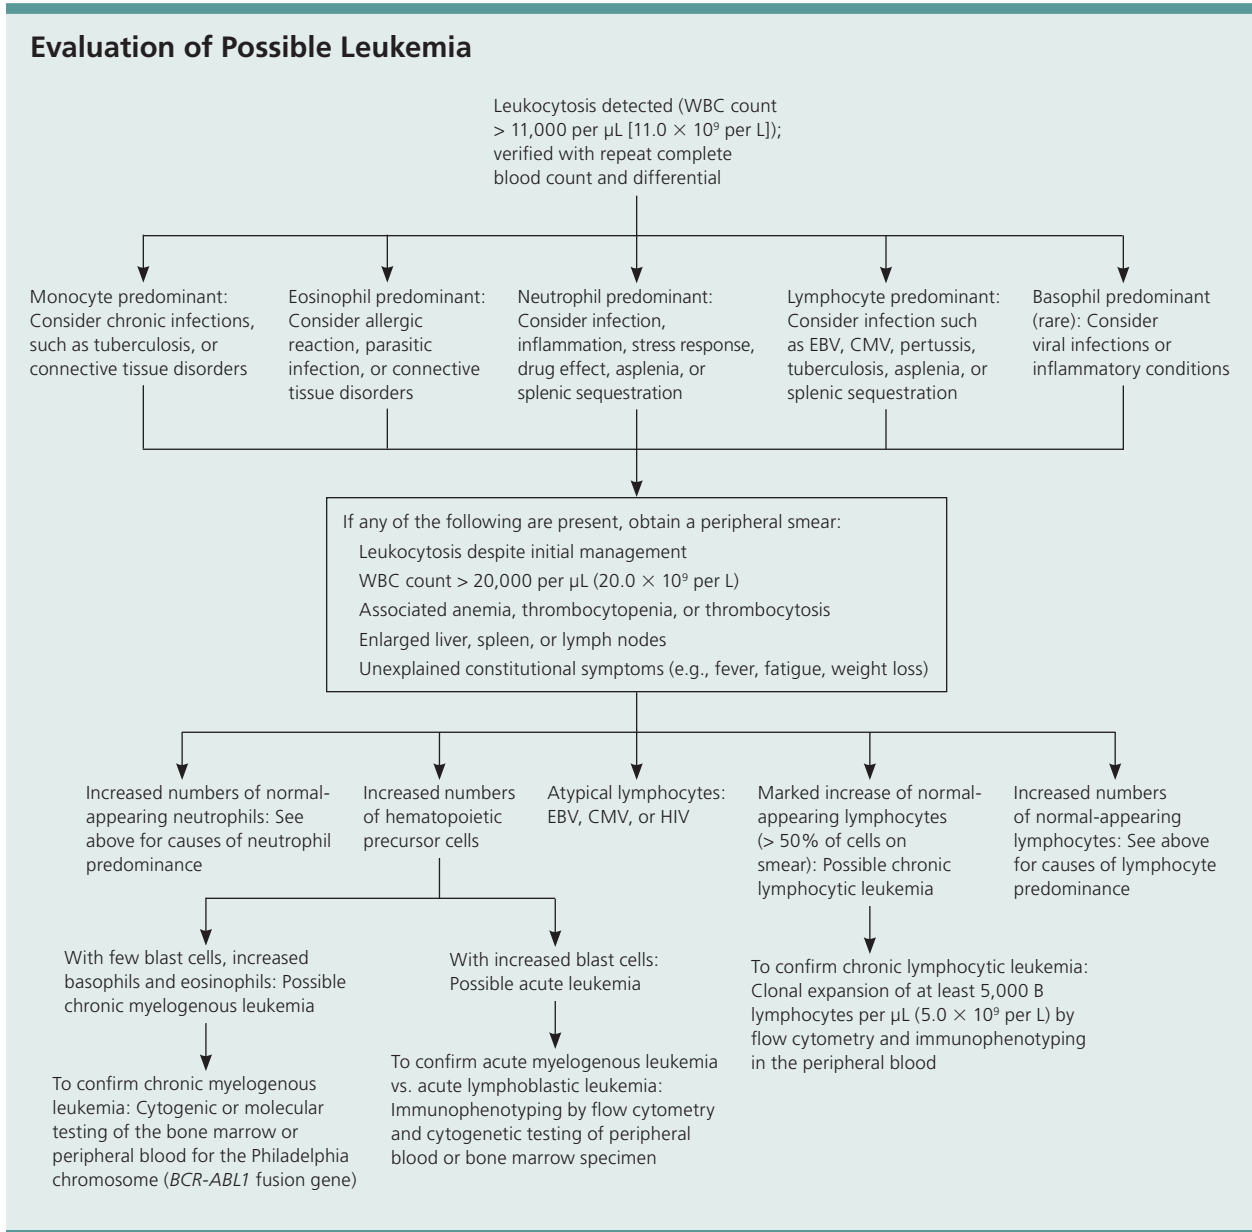 Evaluation of Possible Leukemia
Leukocytosis detected (WBC count
> 11,000 per µL [11.0 × 10⁹ per L]);
verified with repeat complete
blood count and differential
Monocyte predominant:
Consider chronic infections,
such as tuberculosis, or
connective tissue disorders
Eosinophil predominant:
Consider allergic
reaction, parasitic
infection, or connective
tissue disorders
Neutrophil predominant:
Consider infection,
inflammation, stress response,
drug effect, asplenia, or
splenic sequestration
Lymphocyte predominant:
Consider infection such
as EBV, CMV, pertussis,
tuberculosis, asplenia, or
splenic sequestration
Basophil predominant
(rare): Consider
viral infections or
inflammatory conditions
If any of the following are present, obtain a peripheral smear:
Leukocytosis despite initial management
WBC count > 20,000 per µL (20.0 × 10⁹ per L)
Associated anemia, thrombocytopenia, or thrombocytosis
Enlarged liver, spleen, or lymph nodes
Unexplained constitutional symptoms (e.g., fever, fatigue, weight loss)
Increased numbers of normal-
appearing neutrophils: See
above for causes of neutrophil
predominance
Increased numbers
of hematopoietic
precursor cells
Atypical lymphocytes:
EBV, CMV, or HIV
Marked increase of normal-
appearing lymphocytes
(> 50% of cells on
smear): Possible chronic
lymphocytic leukemia
Increased numbers
of normal-appearing
lymphocytes: See above
for causes of lymphocyte
predominance
With few blast cells, increased
basophils and eosinophils: Possible
chronic myelogenous leukemia
With increased blast cells:
Possible acute leukemia
To confirm chronic lymphocytic leukemia:
Clonal expansion of at least 5,000 B
lymphocytes per µL (5.0 × 10⁹ per L) by
flow cytometry and immunophenotyping
in the peripheral blood
To confirm chronic myelogenous
leukemia: Cytogenic or molecular
testing of the bone marrow or
peripheral blood for the Philadelphia
chromosome (BCR-ABL1 fusion gene)
To confirm acute myelogenous leukemia
vs. acute lymphoblastic leukemia:
Immunophenotyping by flow cytometry
and cytogenetic testing of peripheral
blood or bone marrow specimen